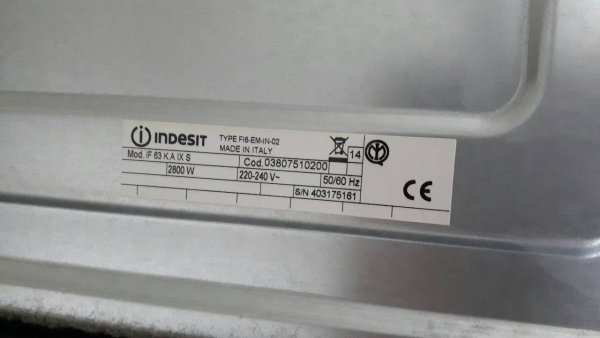 indesit
TYPE FI6-EM-IN-02
MADE IN ITALY
14
Mod. IF 63 K.A IX S
Cod.03807510200
2800 W
220-240 V~
50/60 Hz
S/N 403175161
CE